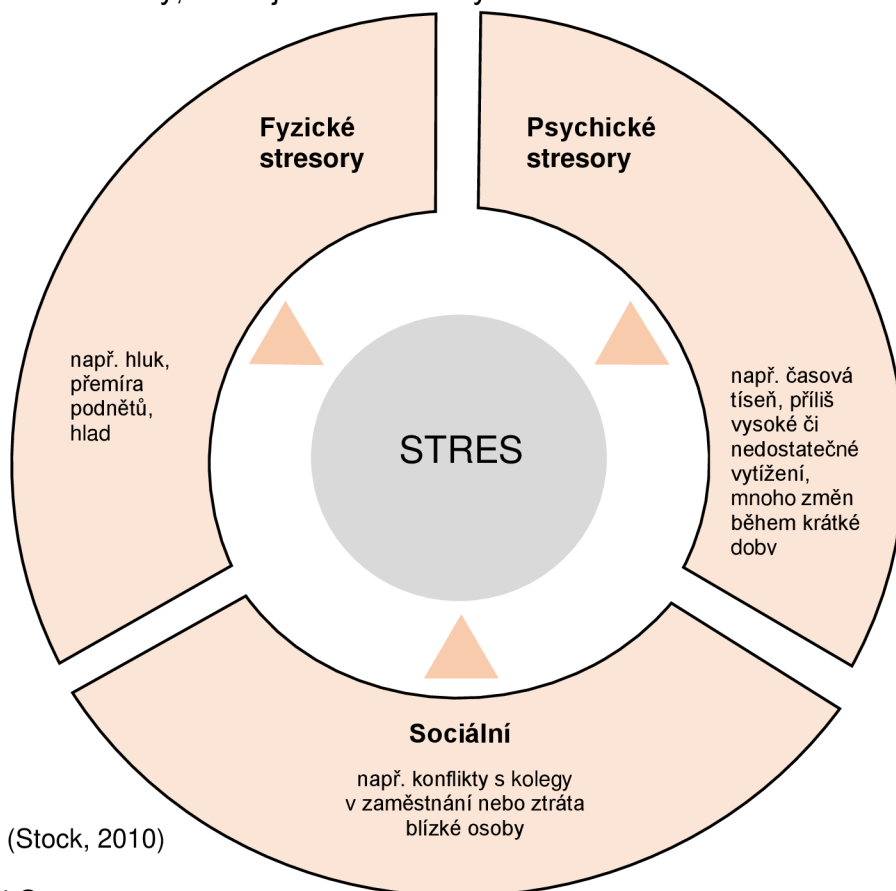 Fyzické
stresory
Psychické
stresory
např. hluk,
přemíra
podnětů,
hlad
např. časová
tíseň, příliš
vysoké či
nedostatečné
vytížení,
mnoho změn
během krátké
dobv
STRES
Sociální
např. konflikty s kolegy
v zaměstnání nebo ztráta
blízké osoby
(Stock, 2010)